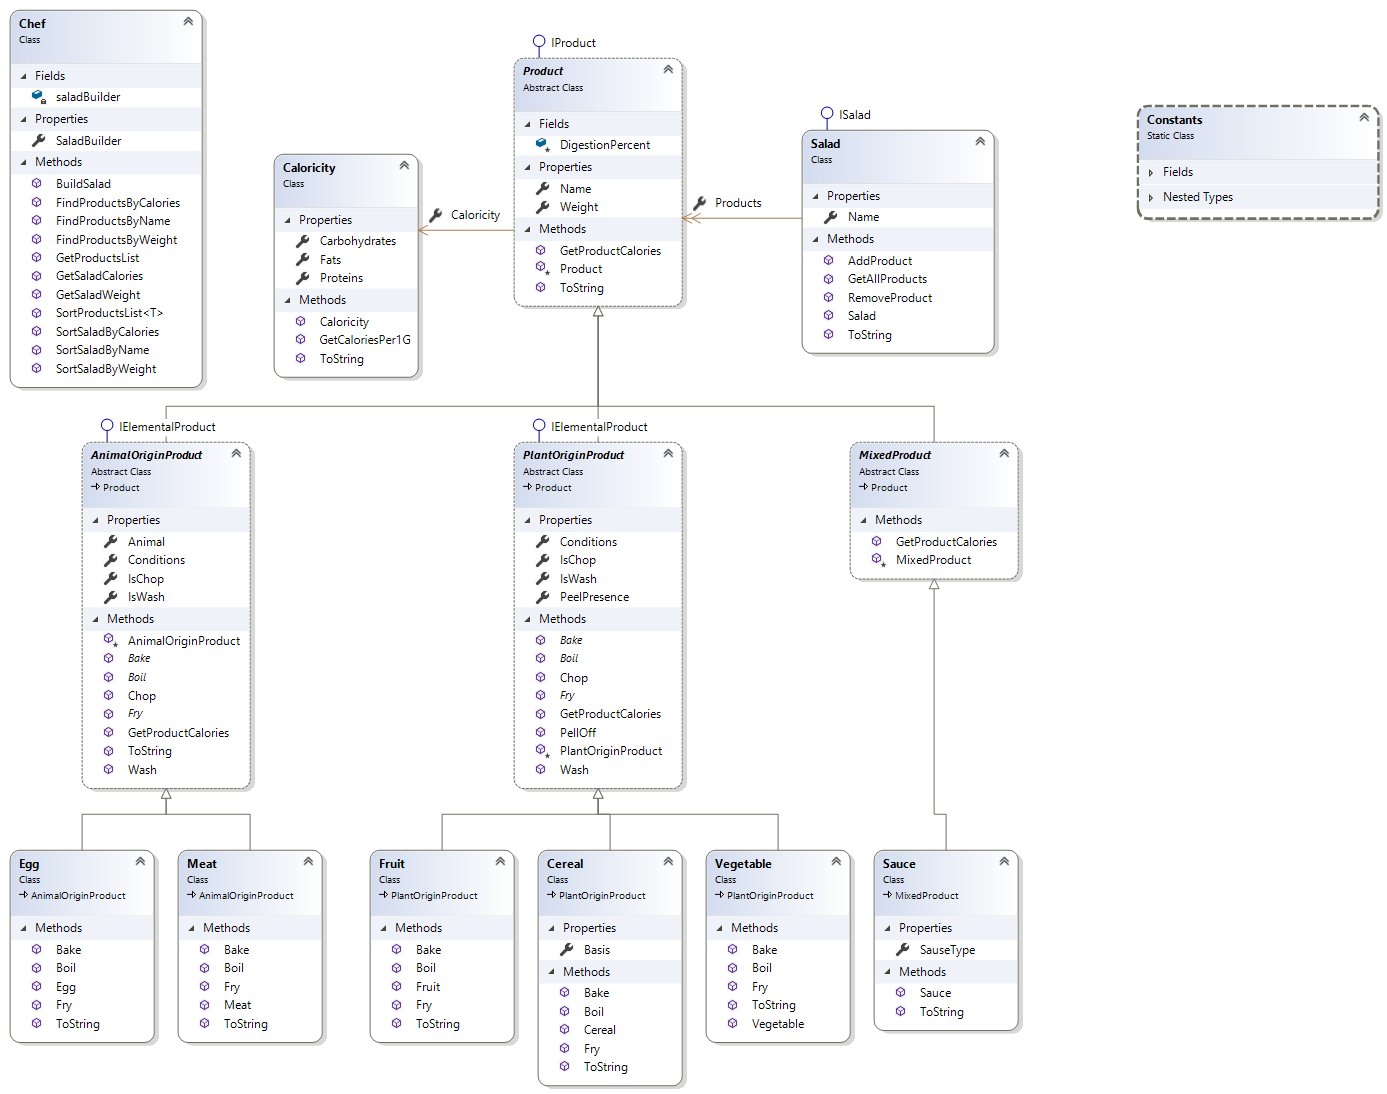 Chef
Class
Fields
saladBuilder
Properties
SaladBuilder
Methods
BuildSalad
FindProductsByCalories
FindProductsByName
FindProductsByWeight
GetProductsList
GetSaladCalories
GetSaladWeight
SortProductsList<T>
SortSaladByCalories
SortSaladByName
SortSaladByWeight
Caloricity
Class
Properties
Carbohydrates
Fats
Proteins
Methods
Caloricity
GetCaloriesPer1G
ToString
Caloricity
IProduct
Product
Abstract Class
Fields
DigestionPercent
Properties
Name
Weight
Methods
GetProductCalories
Product
ToString
Products
ISalad
Salad
Class
Properties
Name
Methods
AddProduct
GetAllProducts
RemoveProduct
Salad
ToString
Constants
Static Class
Fields
Nested Types
IElementalProduct
AnimalOriginProduct
Abstract Class
Product
Properties
Animal
Conditions
IsChop
IsWash
Methods
AnimalOriginProduct
Bake
Boil
Chop
Fry
GetProductCalories
ToString
Wash
IElementalProduct
PlantOriginProduct
Abstract Class
Product
Properties
Conditions
IsChop
IsWash
PeelPresence
Methods
Bake
Boil
Chop
Fry
GetProductCalories
PellOff
PlantOriginProduct
Wash
MixedProduct
Abstract Class
Product
Methods
GetProductCalories
MixedProduct
Egg
Class
AnimalOriginProduct
Methods
Bake
Boil
Egg
Fry
ToString
Meat
Class
AnimalOriginProduct
Methods
Bake
Boil
Fry
Meat
ToString
Fruit
Class
PlantOriginProduct
Methods
Bake
Boil
Fruit
Fry
ToString
Cereal
Class
PlantOriginProduct
Properties
Basis
Methods
Bake
Boil
Cereal
Fry
ToString
Vegetable
Class
PlantOriginProduct
Methods
Bake
Boil
Fry
ToString
Vegetable
Sauce
Class
MixedProduct
Properties
SauseType
Methods
Sauce
ToString